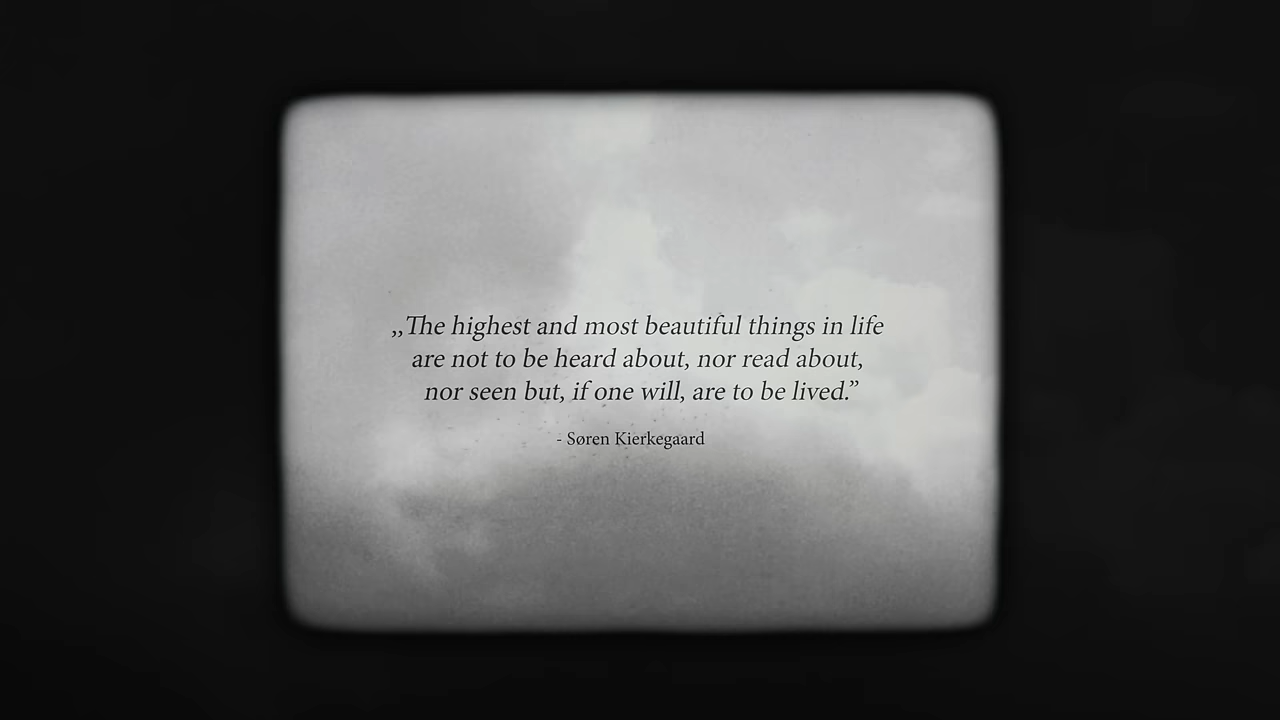 „The highest and most beautiful things in life
are not to be heard about, nor read about,
nor seen but, if one will, are to be lived.”
- Søren Kierkegaard